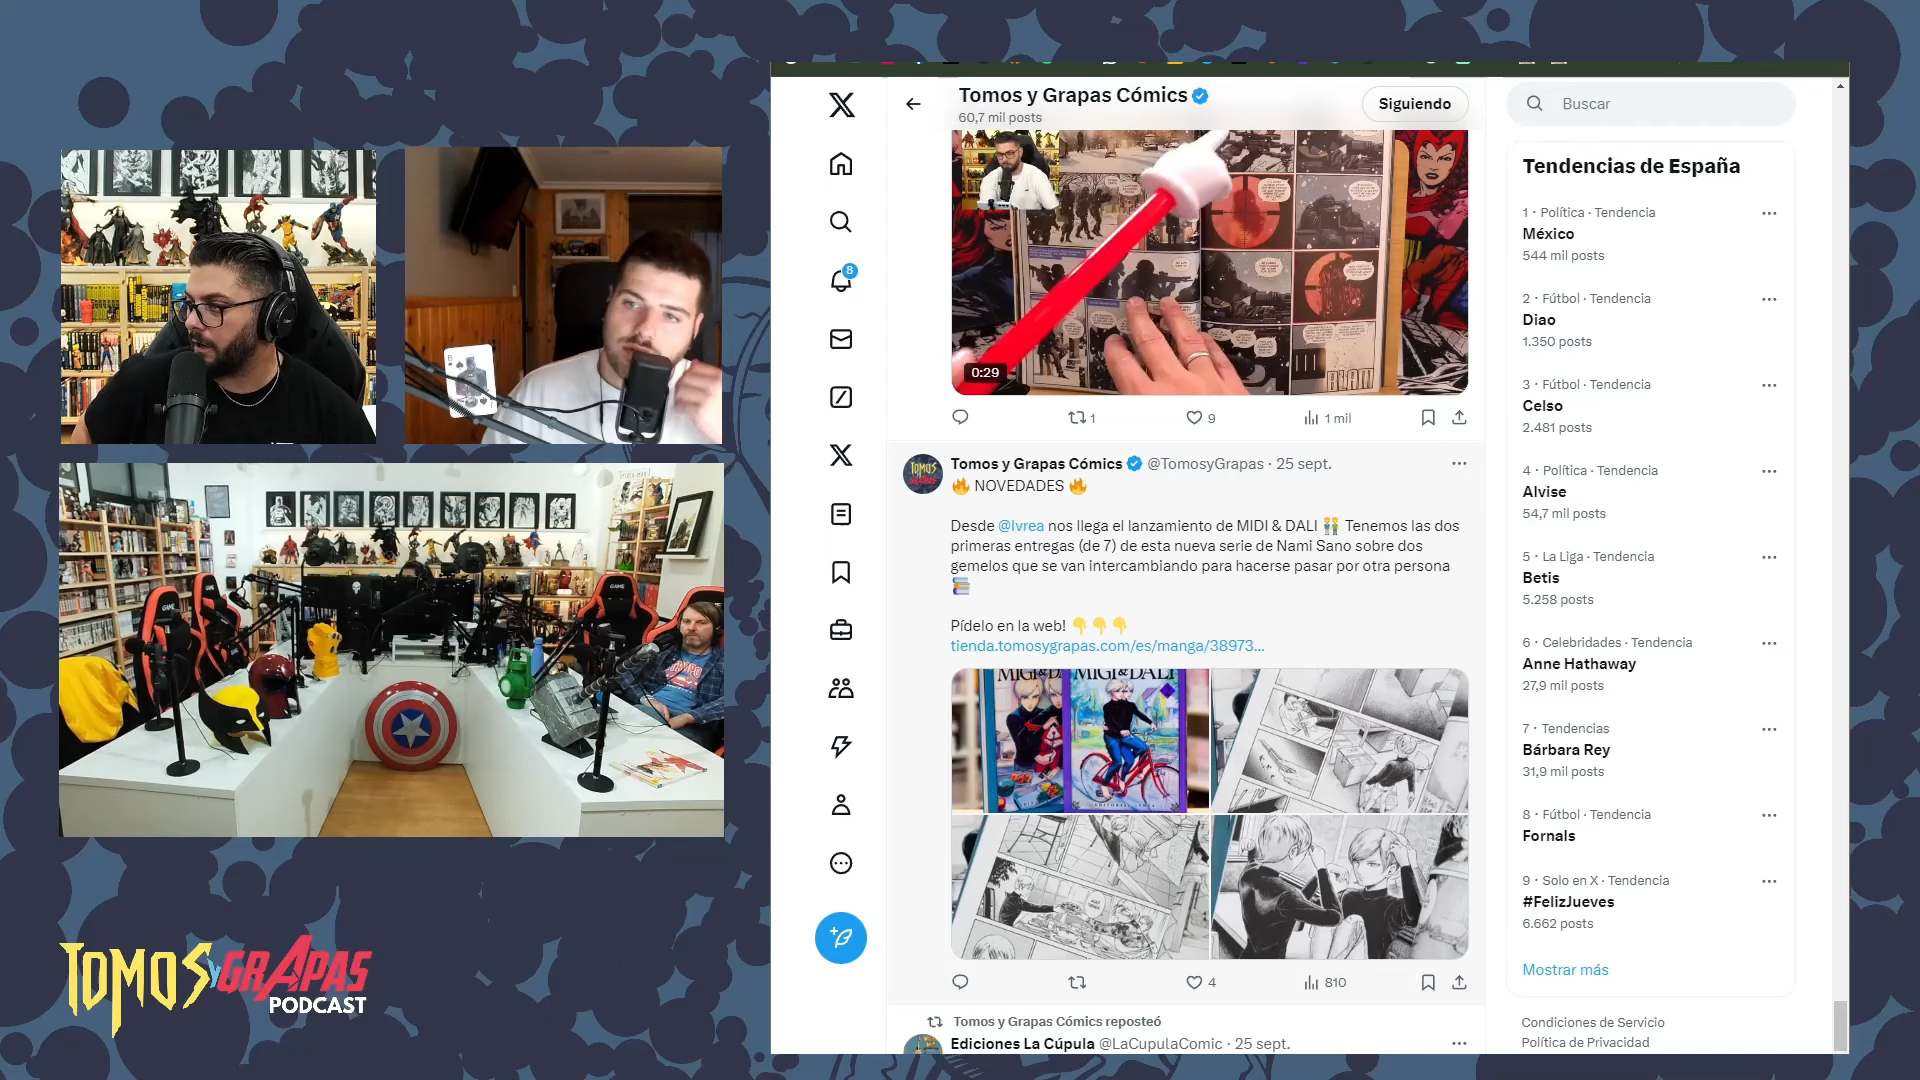 Tomos y Grapas Cómics
60,7 mil posts
Siguiendo
Buscar
8
0:29
1
9
1 mil
Tomos y Grapas Cómics @TomosyGrapas · 25 sept.
🔥 NOVEDADES 🔥
Desde @Ivrea nos llega el lanzamiento de MIDI & DALI 👬 Tenemos las dos
primeras entregas (de 7) de esta nueva serie de Nami Sano sobre dos
gemelos que se van intercambiando para hacerse pasar por otra persona
📚
Pídelo en la web! 👇👇👇
tienda.tomosygrapas.com/es/manga/38973...
MIGI&DALI
4
810
Tomos y Grapas Cómics reposteó
Ediciones La Cúpula @LaCupulaComic · 25 sept.
Tendencias de España
1 · Política · Tendencia
México
544 mil posts
2 · Fútbol · Tendencia
Diao
1.350 posts
3 · Fútbol · Tendencia
Celso
2.481 posts
4 · Política · Tendencia
Alvise
54,7 mil posts
5 · La Liga · Tendencia
Betis
5.258 posts
6 · Celebridades · Tendencia
Anne Hathaway
27,9 mil posts
7 · Tendencias
Bárbara Rey
31,9 mil posts
8 · Fútbol · Tendencia
Fornals
9 · Solo en X · Tendencia
#FelizJueves
6.662 posts
Mostrar más
Condiciones de Servicio
Política de Privacidad
TOMOS y GRAPAS
PODCAST